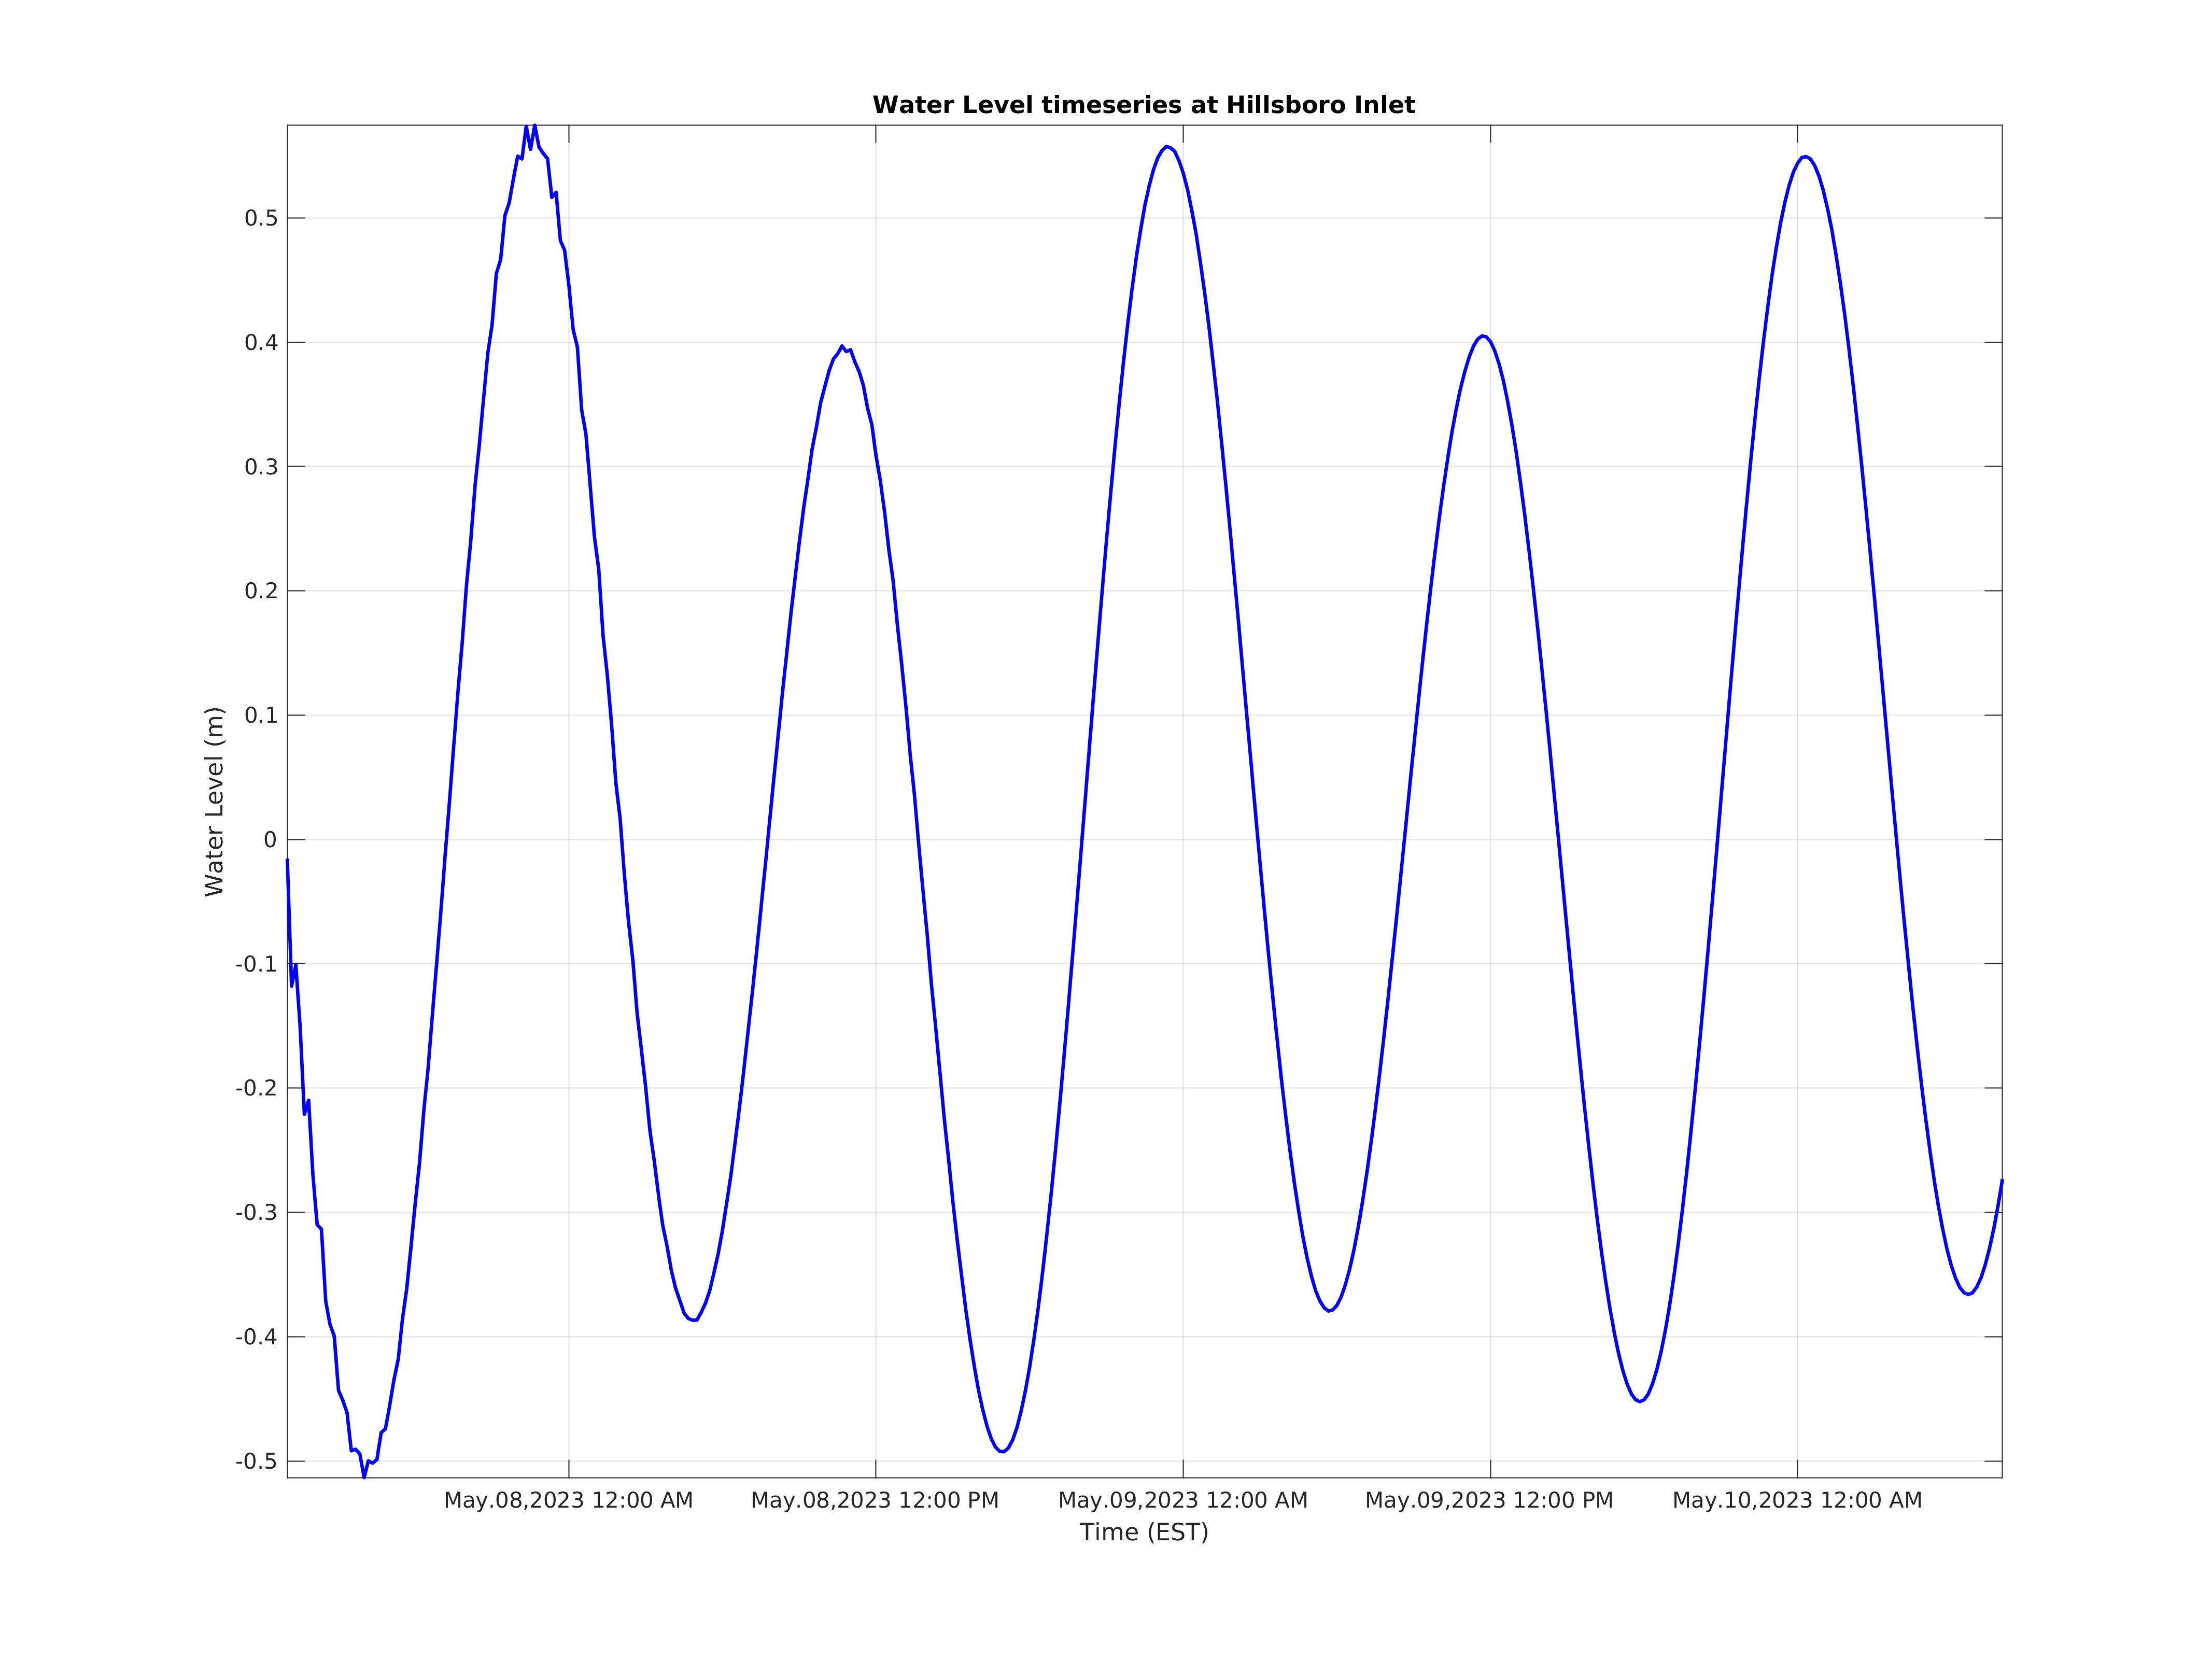 Water Level timeseries at Hillsboro Inlet
Water Level (m)
0.5
0.4
0.3
0.2
0.1
0
-0.1
-0.2
-0.3
-0.4
-0.5
May.08,2023 12:00 AM May.08,2023 12:00 PM May.09,2023 12:00 AM May.09,2023 12:00 PM May.10,2023 12:00 AM
Time (EST)